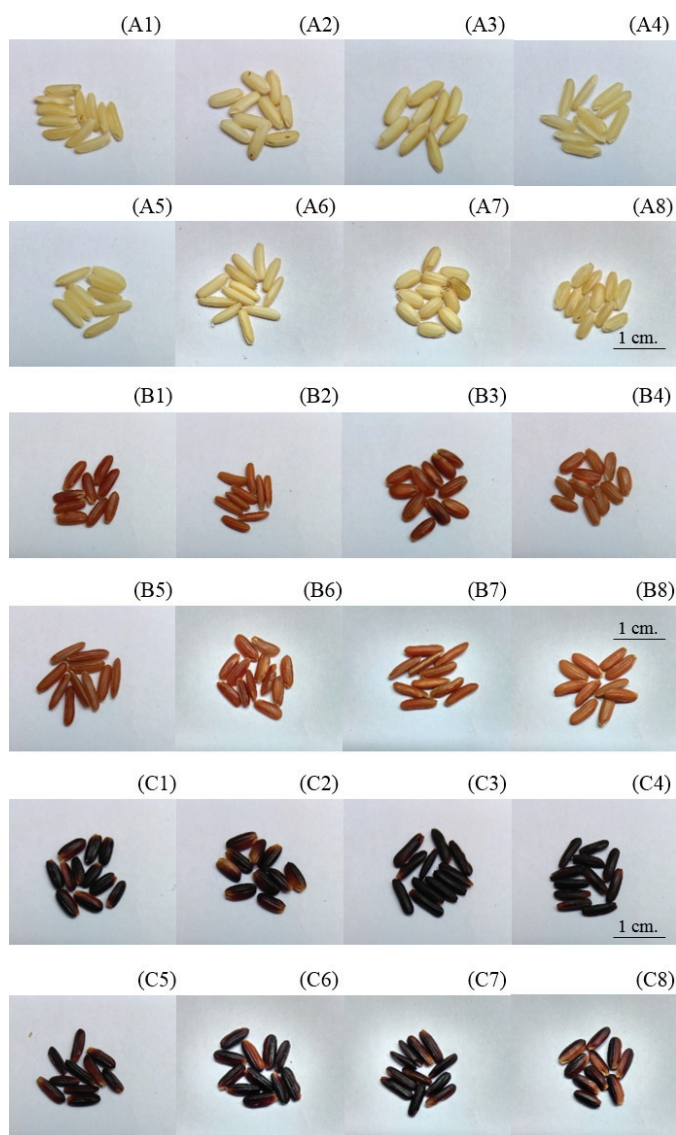 (A1) (A2) (A3) (A4)
(A5) (A6) (A7) (A8)
1 cm.
(B1) (B2) (B3) (B4)
(B5) (B6) (B7) (B8)
1 cm.
(C1) (C2) (C3) (C4)
1 cm.
(C5) (C6) (C7) (C8)